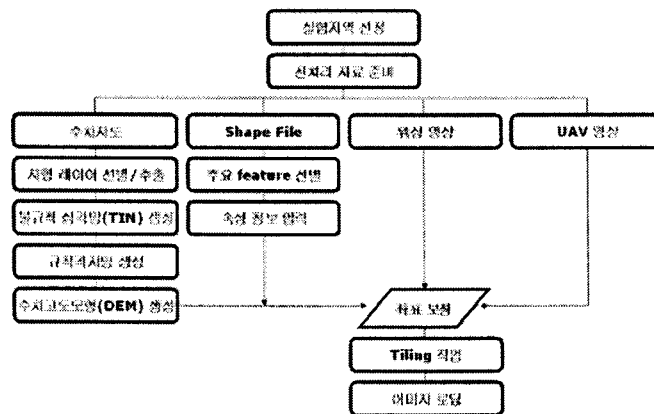 실험지역 선정
전처리 자료 준비
수치지도
Shape File
위성 영상
UAV 영상
지형 레이어 선별/추출
주요 feature 선별
불규칙 삼각망(TIN) 생성
속성 정보 입력
규칙격자망 생성
수치고도모형(DEM) 생성
좌표 보정
Tiling 작업
이미지 로딩